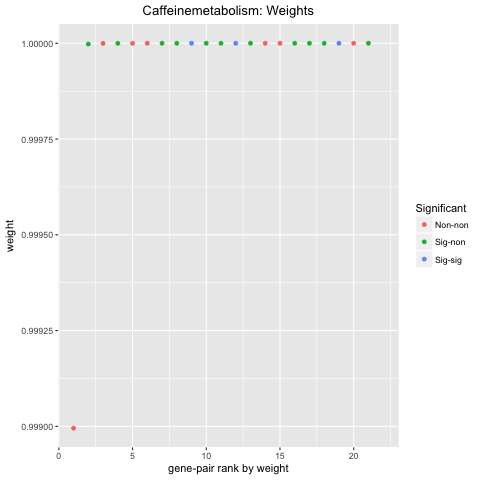 Caffeinemetabolism: Weights
1.00000
0.99975
0.99950
0.99925
0.99900
weight
0
5
10
15
20
gene-pair rank by weight
Significant
Non-non
Sig-non
Sig-sig